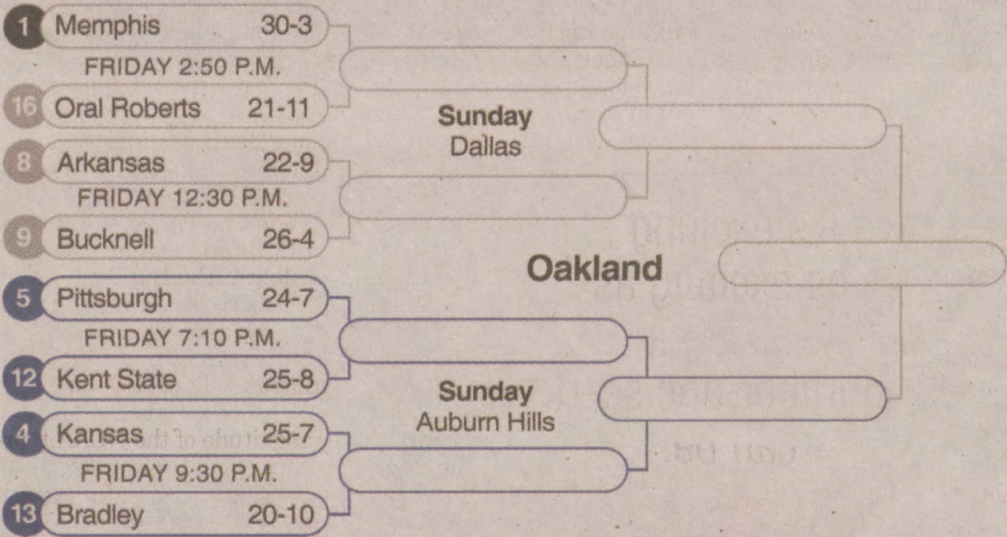 1 Memphis 30-3
FRIDAY 2:50 P.M.
16 Oral Roberts 21-11
Sunday
Dallas
8 Arkansas 22-9
FRIDAY 12:30 P.M.
9 Bucknell 26-4
Oakland
5 Pittsburgh 24-7
FRIDAY 7:10 P.M.
12 Kent State 25-8
Sunday
Auburn Hills
4 Kansas 25-7
FRIDAY 9:30 P.M.
13 Bradley 20-10